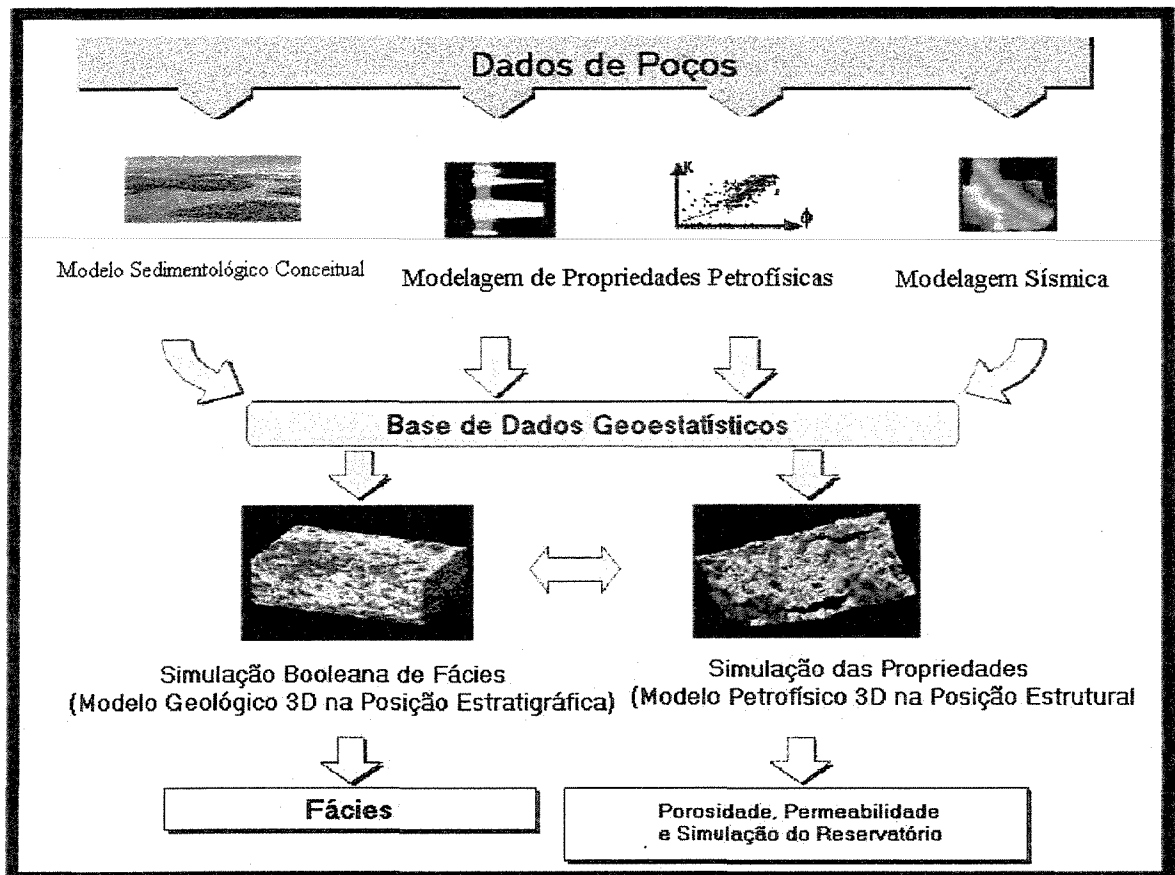 Dados de Poços
K
ϕ
Modelo Sedimentológico Conceitual
Modelagem de Propriedades Petrofísicas
Modelagem Sísmica
Base de Dados Geoestatísticos
Simulação Booleana de Fácies
(Modelo Geológico 3D na Posição Estratigráfica)
Simulação das Propriedades
(Modelo Petrofísico 3D na Posição Estrutural
Fácies
Porosidade, Permeabilidade
e Simulação do Reservatório